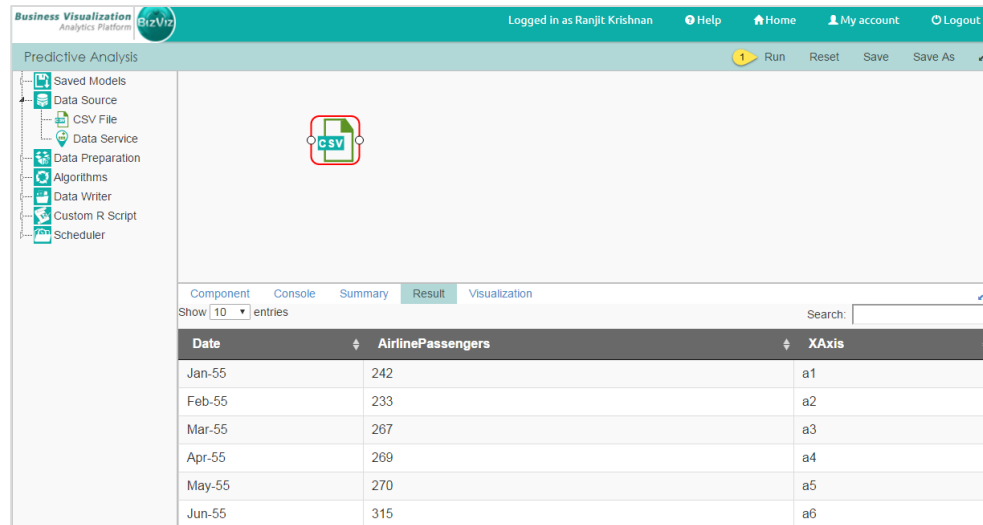 Business Visualization
Analytics Platform
BizViz
Logged in as Ranjit Krishnan
Help
Home
My account
Logout
Predictive Analysis
1
Run
Reset
Save
Save As
Saved Models
Data Source
CSV File
Data Service
Data Preparation
Algorithms
Data Writer
Custom R Script
Scheduler
CSV
Component
Console
Summary
Result
Visualization
Show 10 entries
Search:
Date AirlinePassengers XAxis
Jan-55 242 a1
Feb-55 233 a2
Mar-55 267 a3
Apr-55 269 a4
May-55 270 a5
Jun-55 315 a6